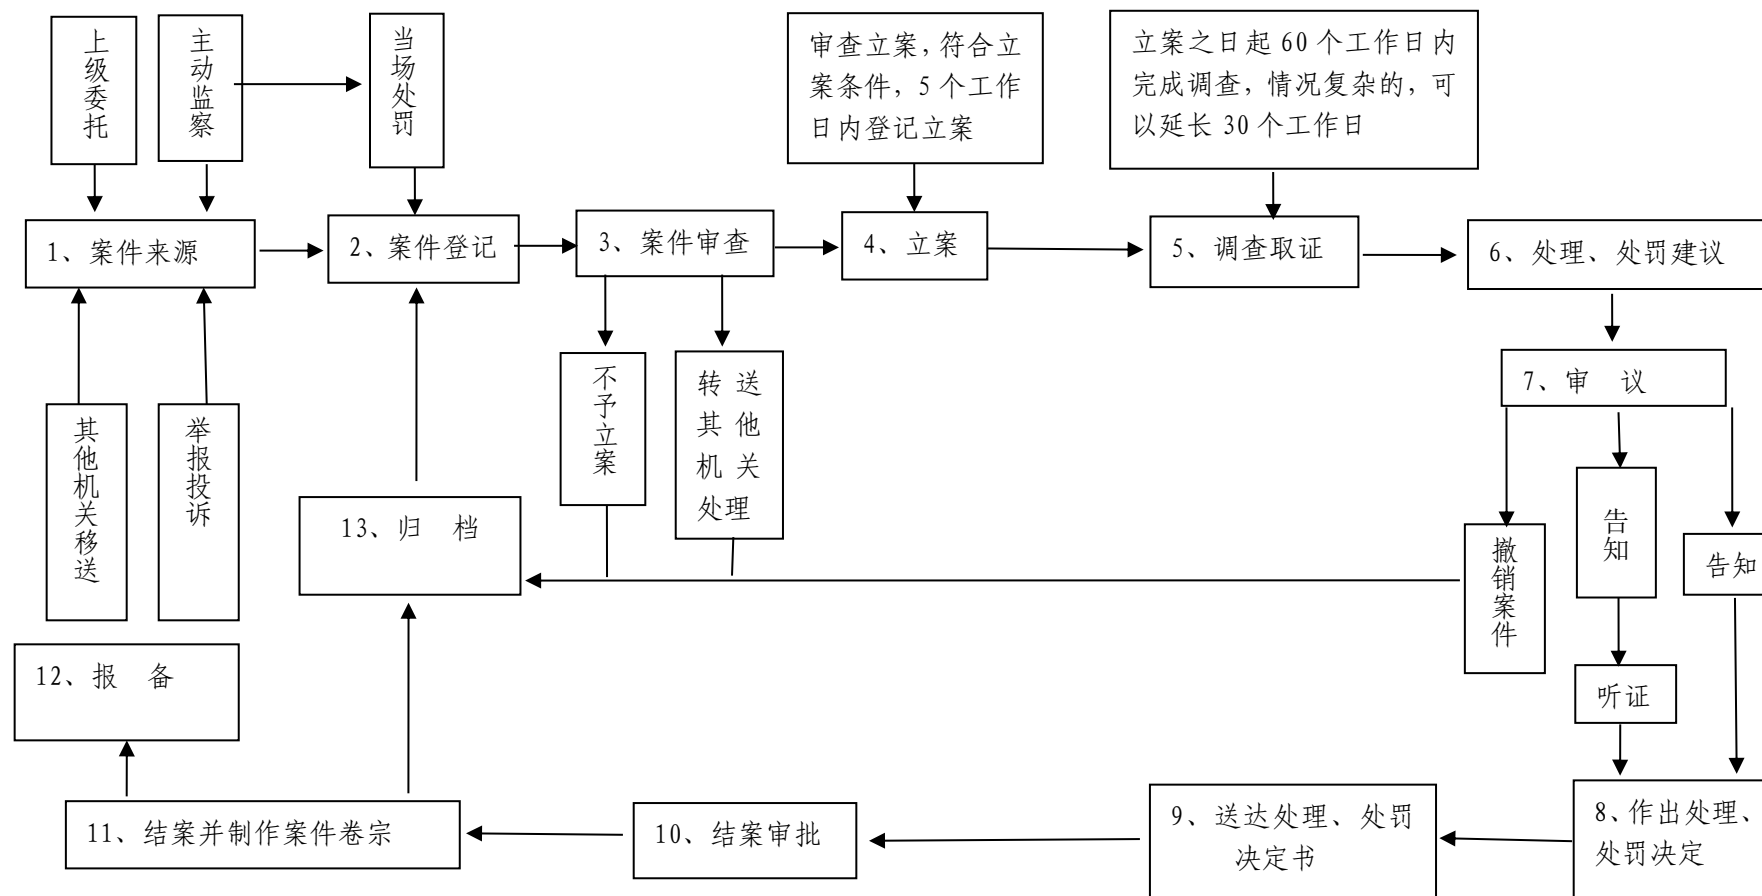 上级委托
主动监察
当场处罚
审查立案，符合立
案条件，5 个工作
日内登记立案
立案之日起 60 个工作日内
完成调查，情况复杂的，可
以延长 30 个工作日
1、案件来源
2、案件登记
3、案件审查
4、立案
5、调查取证
6、处理、处罚建议
7、审 议
其他机关移送
举报投诉
不予立案
转 送
其 他
机 关
处理
13、归 档
撤销案件
告知
告知
听证
12、报 备
11、结案并制作案件卷宗
10、结案审批
9、送达处理、处罚
决定书
8、作出处理、
处罚决定